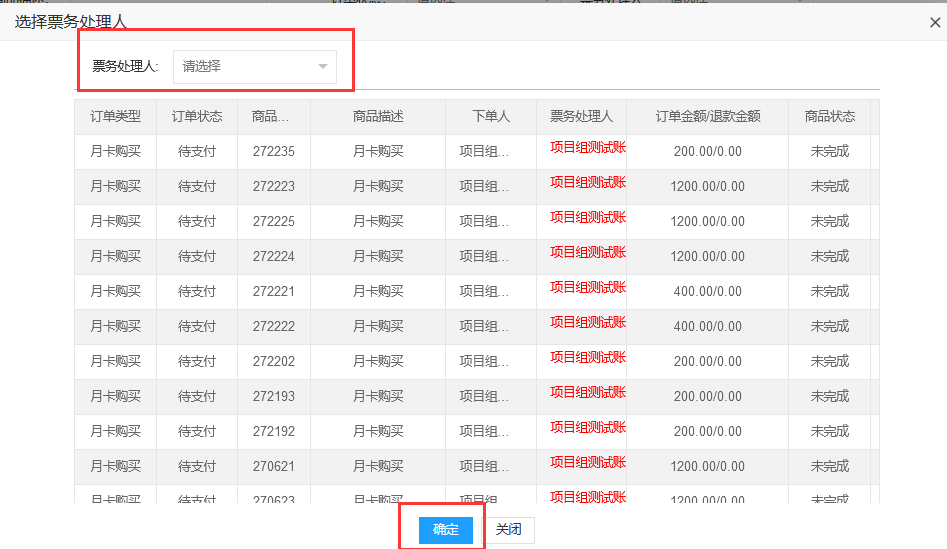 选择票务处理人
票务处理人: 请选择
订单类型 订单状态 商品... 商品描述 下单人 票务处理人 订单金额/退款金额 商品状态
月卡购买 待支付 272235 月卡购买 项目组... 项目组测试账 200.00/0.00 未完成
月卡购买 待支付 272223 月卡购买 项目组... 项目组测试账 1200.00/0.00 未完成
月卡购买 待支付 272225 月卡购买 项目组... 项目组测试账 1200.00/0.00 未完成
月卡购买 待支付 272224 月卡购买 项目组... 项目组测试账 1200.00/0.00 未完成
月卡购买 待支付 272221 月卡购买 项目组... 项目组测试账 400.00/0.00 未完成
月卡购买 待支付 272222 月卡购买 项目组... 项目组测试账 400.00/0.00 未完成
月卡购买 待支付 272202 月卡购买 项目组... 项目组测试账 200.00/0.00 未完成
月卡购买 待支付 272193 月卡购买 项目组... 项目组测试账 200.00/0.00 未完成
月卡购买 待支付 272192 月卡购买 项目组... 项目组测试账 200.00/0.00 未完成
月卡购买 待支付 270621 月卡购买 项目组... 项目组测试账 1200.00/0.00 未完成
月卡购买 待支付 270623 月卡购买 项目组 项目组测试账 1200.00/0.00 未完成
确定 关闭